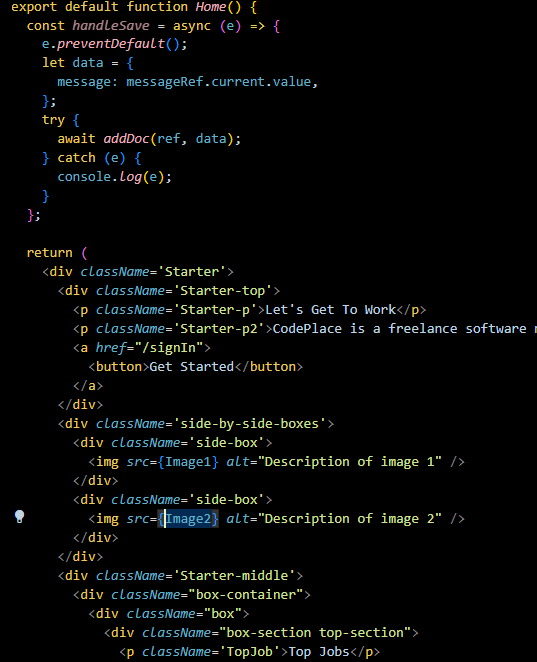 export default function Home() {
const handleSave = async (e) => {
e.preventDefault();
let data = {
message: messageRef.current.value,
};
try {
await addDoc(ref, data);
} catch (e) {
console.log(e);
}
};
return (
<div className='Starter'>
<div className='Starter-top'>
<p className='Starter-p'>Let's Get To Work</p>
<p className='Starter-p2'>CodePlace is a freelance software
<a href="/signIn">
<button>Get Started</button>
</a>
</div>
<div className='side-by-side-boxes'>
<div className='side-box'>
<img src={Image1} alt="Description of image 1" />
</div>
<div className='side-box'>
<img src={Image2} alt="Description of image 2" />
</div>
</div>
<div className='Starter-middle'>
<div className="box-container">
<div className="box">
<div className="box-section top-section">
<p className='TopJob'>Top Jobs</p>